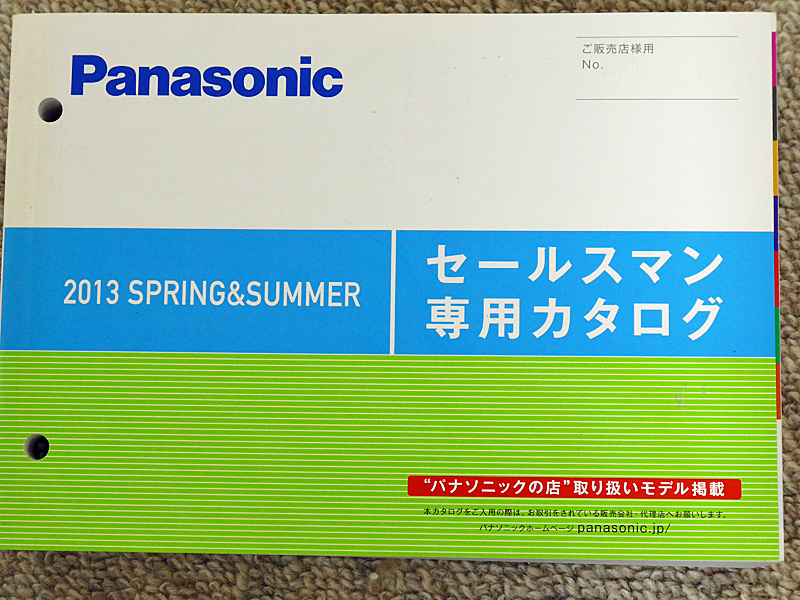 Panasonic
ご販売店様用
No.
2013 SPRING&SUMMER
セールスマン
専用カタログ
“パナソニックの店”取り扱いモデル掲載
本カタログをご入用の際は、お取引をされている販売会社・代理店へお願いします。
パナソニックホームページ panasonic.jp/